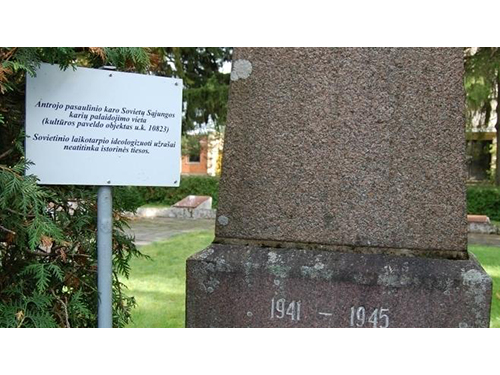 Antrojo pasaulinio karo Sovietų Sąjungos
karių palaidojimo vieta
(kultūros paveldo objektas u.k. 10823)
Sovietinio laikotarpio ideologizuoti užrašai
neatitinka istorinės tiesos.
1941 – 1945